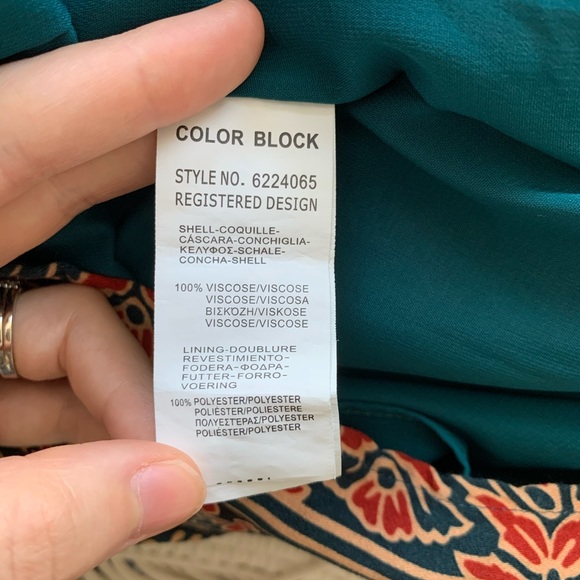 COLOR BLOCK
STYLE NO. 6224065
REGISTERED DESIGN
SHELL-COQUILLE-
CÁSCARA-CONCHIGLIA-
ΚΕΛΥΦΟΣ-SCHALE-
CONCHA-SHELL
100% VISCOSE/VISCOSE
VISCOSE/VISCOSA
ΒΙΣΚΌΖΗ/VISKOSE
VISCOSE/VISCOSE
LINING-DOUBLURE
REVESTIMIENTO-
FODERA-ΦΟΔΡΑ-
FUTTER-FORRO-
VOERING
100% POLYESTER/POLYESTER
POLIÉSTER/POLIESTERE
ΠΟΛΥΕΣΤΕΡΑΣ/POLYESTER
POLIÉSTER/POLYESTER